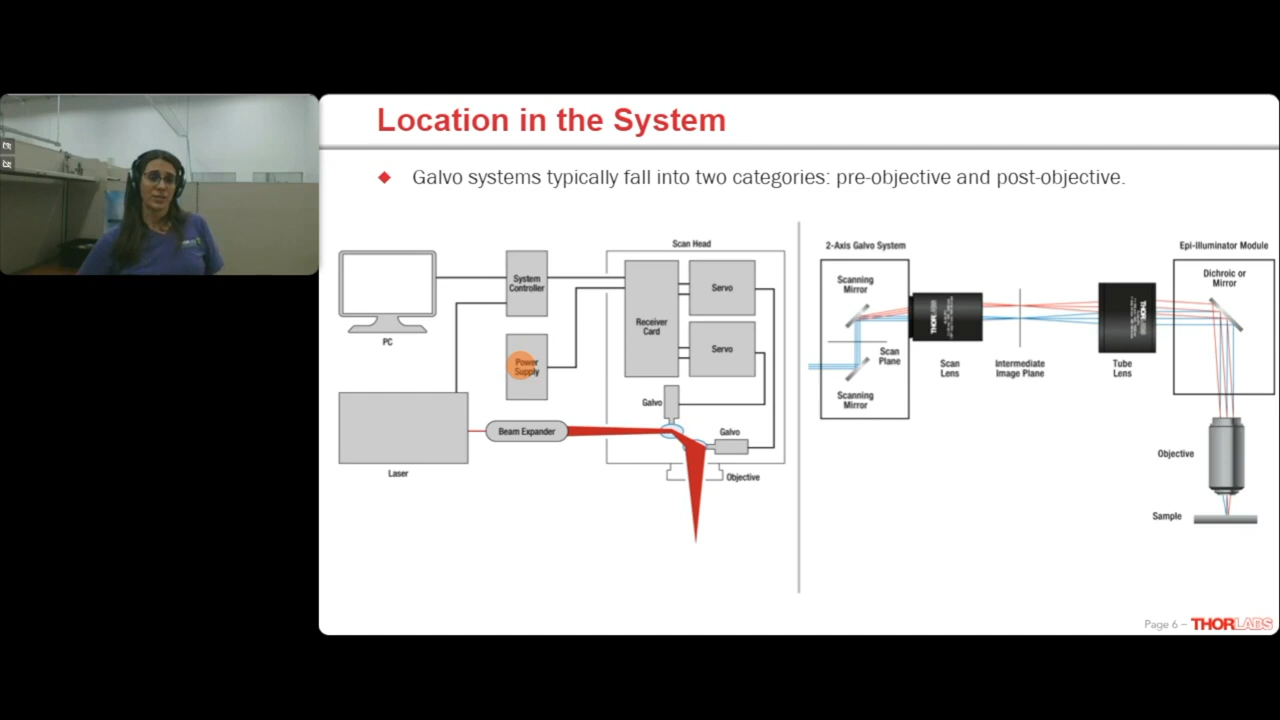 Location in the System
Galvo systems typically fall into two categories: pre-objective and post-objective.
Scan Head
System
Controller
Servo
Receiver
Card
Servo
PC
Power
Supply
Galvo
Beam Expander
Galvo
Laser
Objective
2-Axis Galvo System
Epi-Illuminator Module
Scanning
Mirror
Dichroic or
Mirror
Scan
Plane
THORLABS
Scan
Lens
Intermediate
Image Plane
Tube
Lens
Scanning
Mirror
Objective
Sample
Page 6 – THORLABS